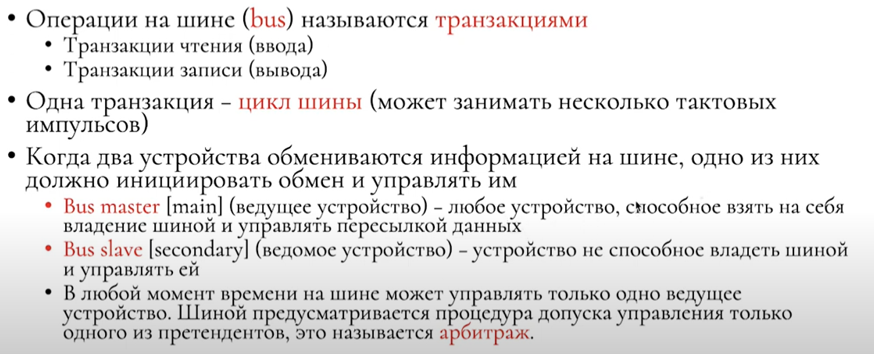 • Операции на шине (bus) называются транзакциями
• Транзакции чтения (ввода)
• Транзакции записи (вывода)
• Одна транзакция – цикл шины (может занимать несколько тактовых
импульсов)
• Когда два устройства обмениваются информацией на шине, одно из них
должно инициировать обмен и управлять им
• Bus master [main] (ведущее устройство) – любое устройство, способное взять на себя
владение шиной и управлять пересылкой данных
• Bus slave [secondary] (ведомое устройство) – устройство не способное владеть шиной
и управлять ей
• В любой момент времени на шине может управлять только одно ведущее
устройство. Шиной предусматривается процедура допуска управления только
одного из претендентов, это называется арбитраж.